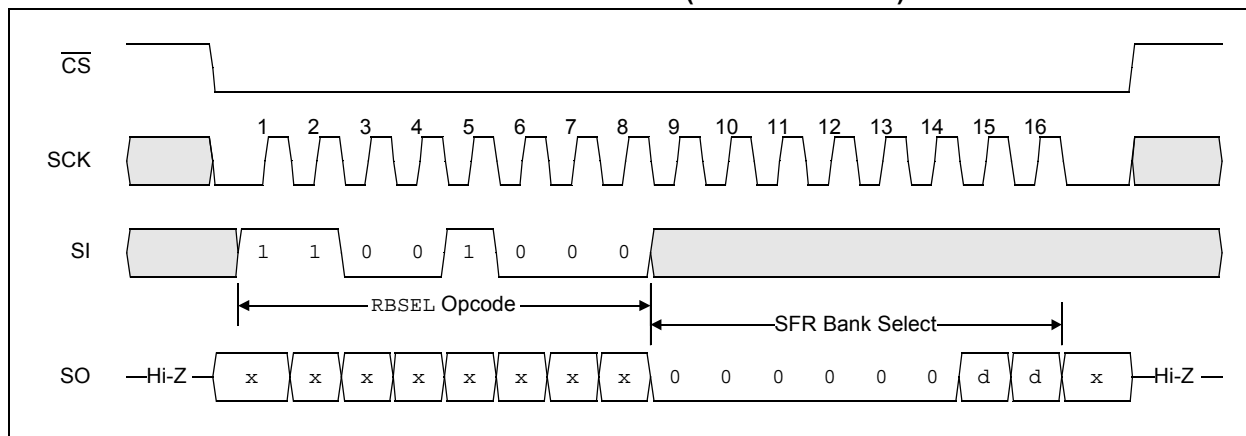 CS
1 2 3 4 5 6 7 8 9 10 11 12 13 14 15 16
SCK
SI 1 1 0 0 1 0 0 0
RBSEL Opcode
SFR Bank Select
SO Hi-Z x x x x x x x x 0 0 0 0 0 0 d d x Hi-Z